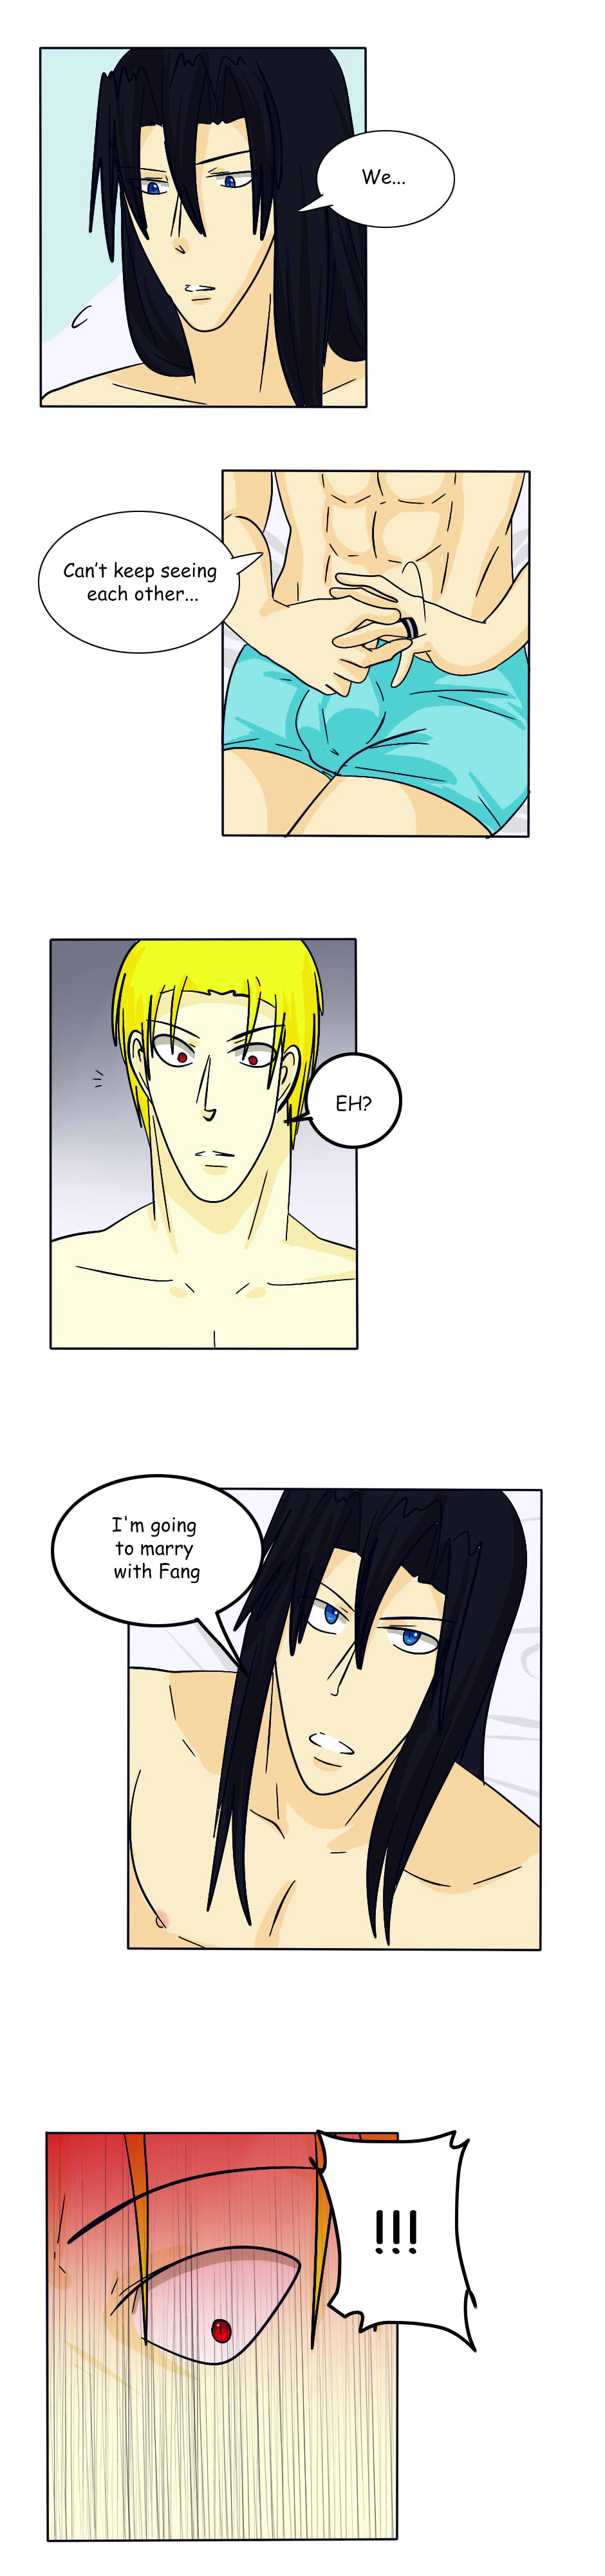 We...
Can't keep seeing
each other...
EH?
I'm going
to marry
with Fang
!!!